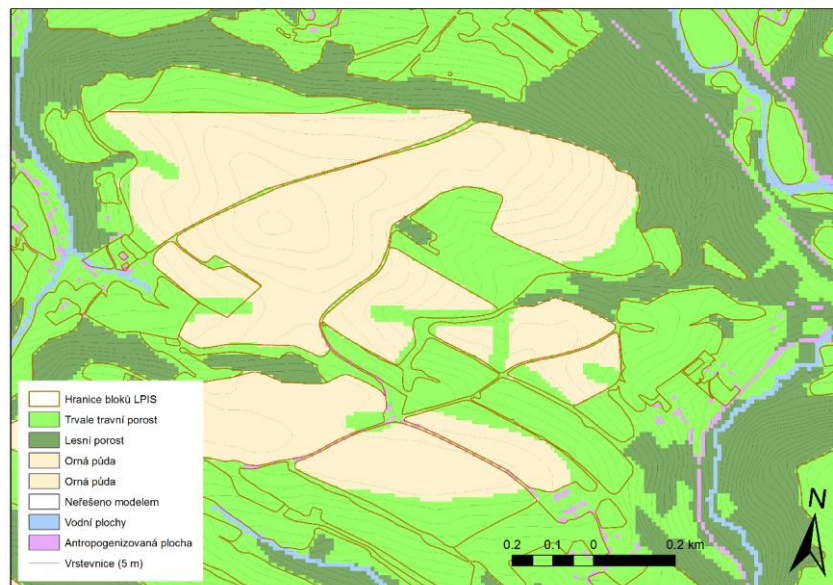 Hranice bloků LPIS
Trvale travní porost
Lesní porost
Orná půda
Orná půda
Neřešeno modelem
Vodní plochy
Antropogenizovaná plocha
Vrstevnice (5 m)
N
0.2 0.1 0 0.2 km